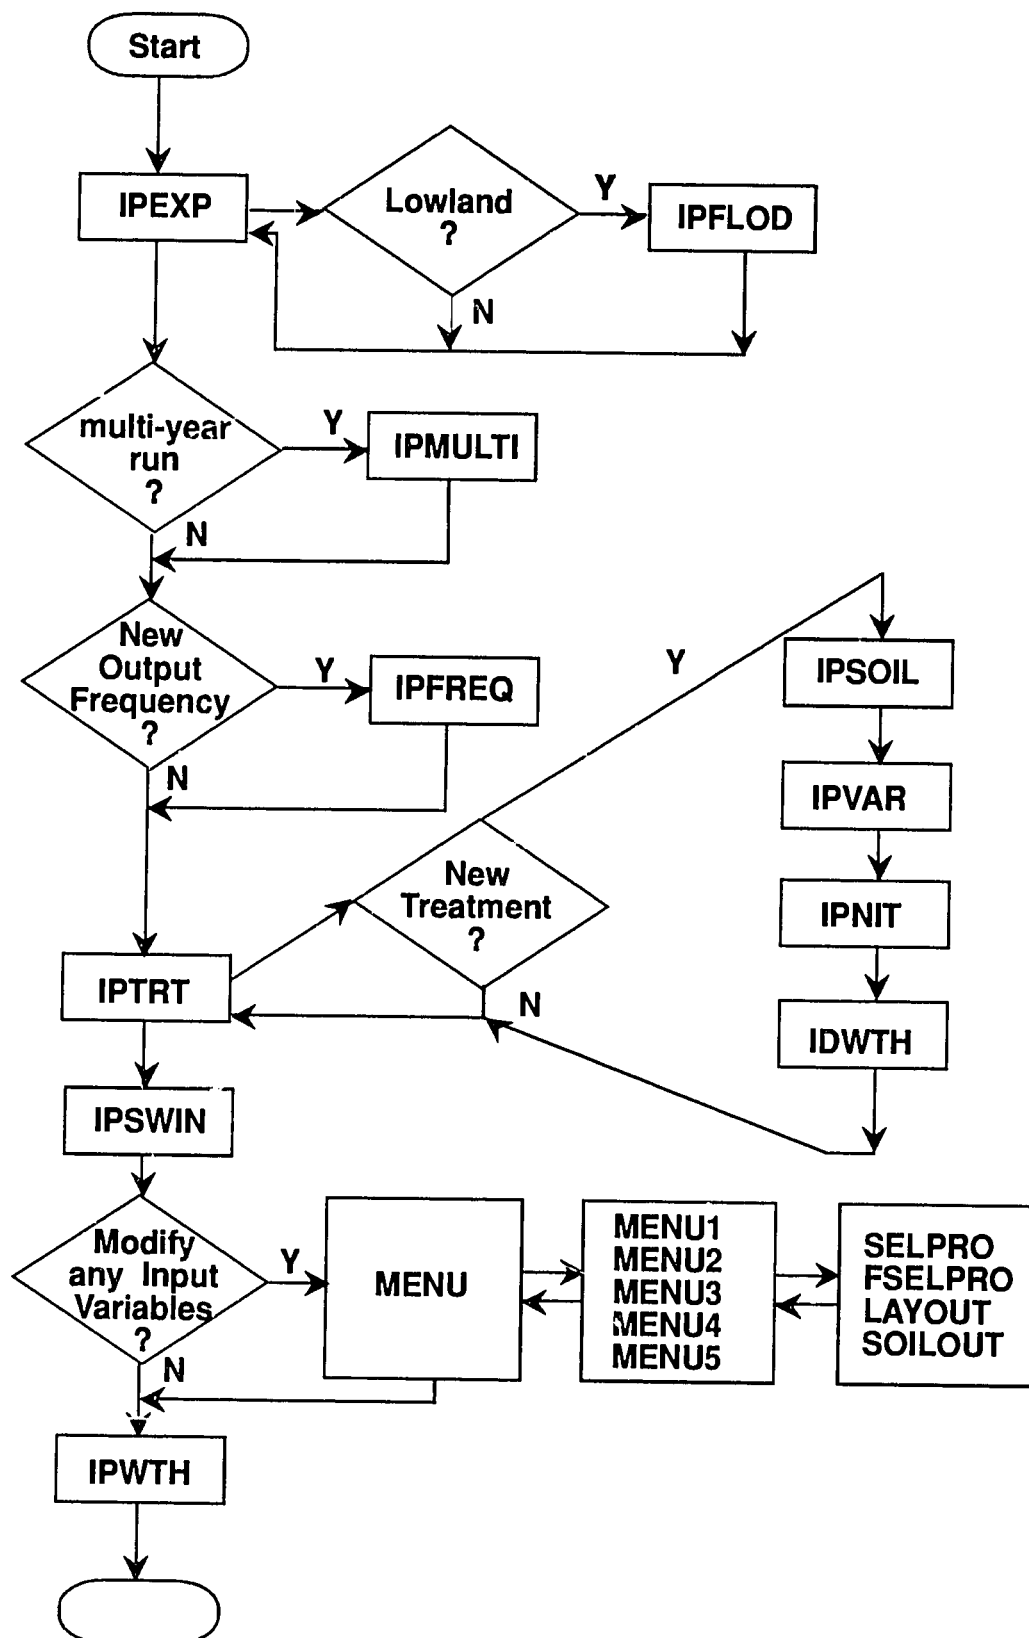 Start
IPEXP
Lowland
?
Y
IPFLOD
N
multi-year
run
?
Y
IPMULTI
N
New
Output
Frequency
?
Y
IPFREQ
N
New
Treatment
?
Y
IPSOIL
IPVAR
IPNIT
IDWTH
N
IPTRT
IPSWIN
Modify
any Input
Variables
?
Y
MENU
MENU1
MENU2
MENU3
MENU4
MENU5
SELPRO
FSELPRO
LAYOUT
SOILOUT
N
IPWTH